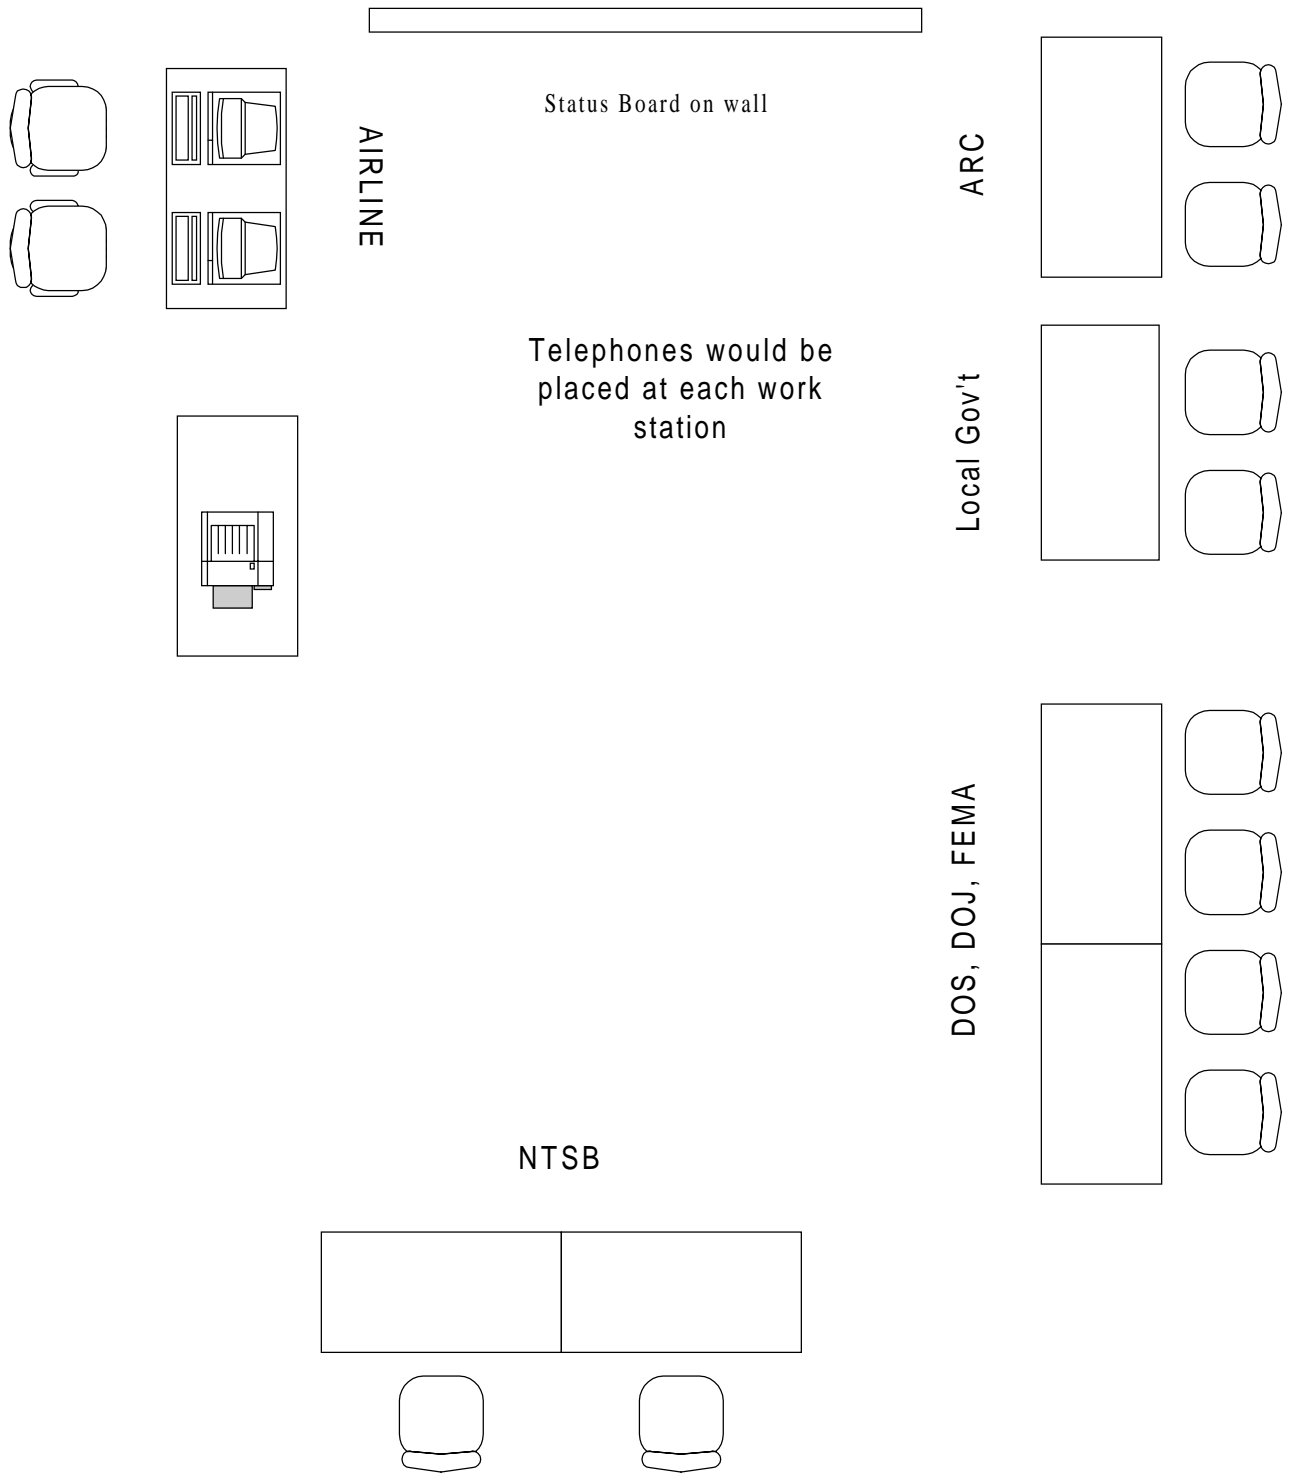 Status Board on wall
AIRLINE
ARC
Telephones would be
placed at each work
station
Local Gov't
DOS, DOJ, FEMA
NTSB